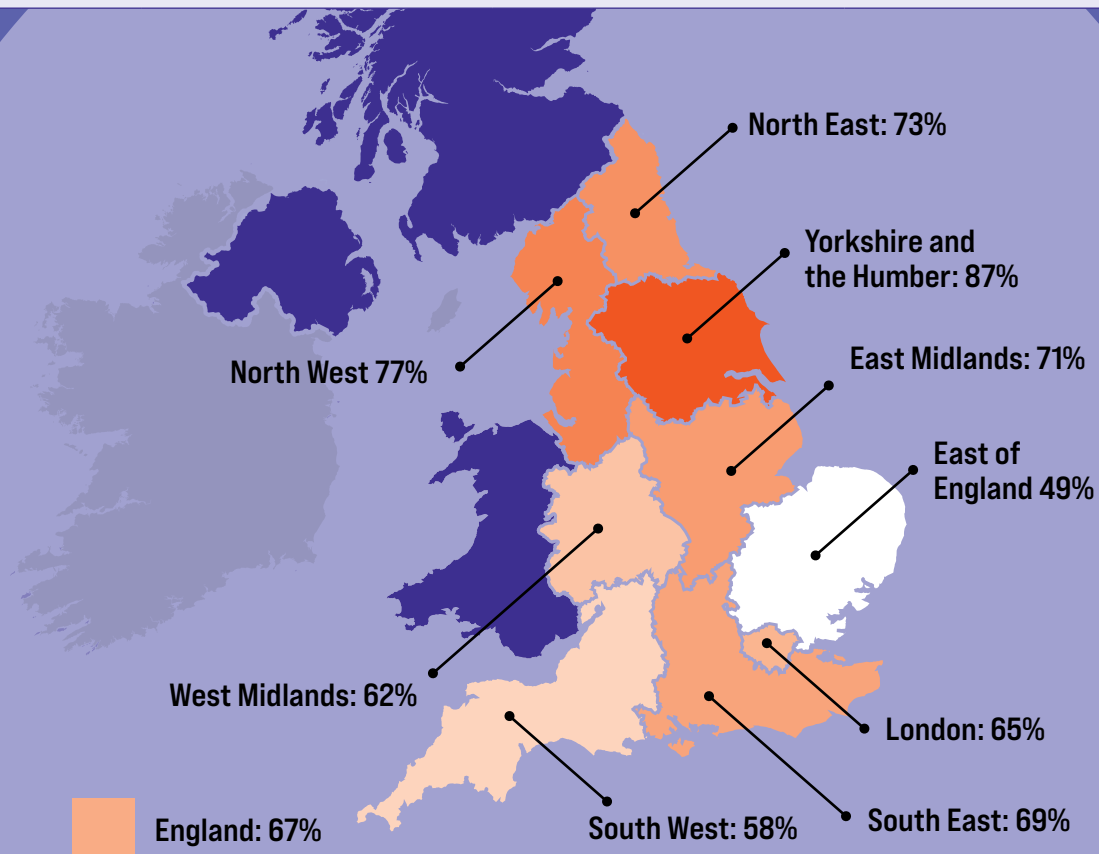 North East: 73%
Yorkshire and
the Humber: 87%
East Midlands: 71%
North West 77%
East of
England 49%
West Midlands: 62%
London: 65%
South East: 69%
South West: 58%
England: 67%